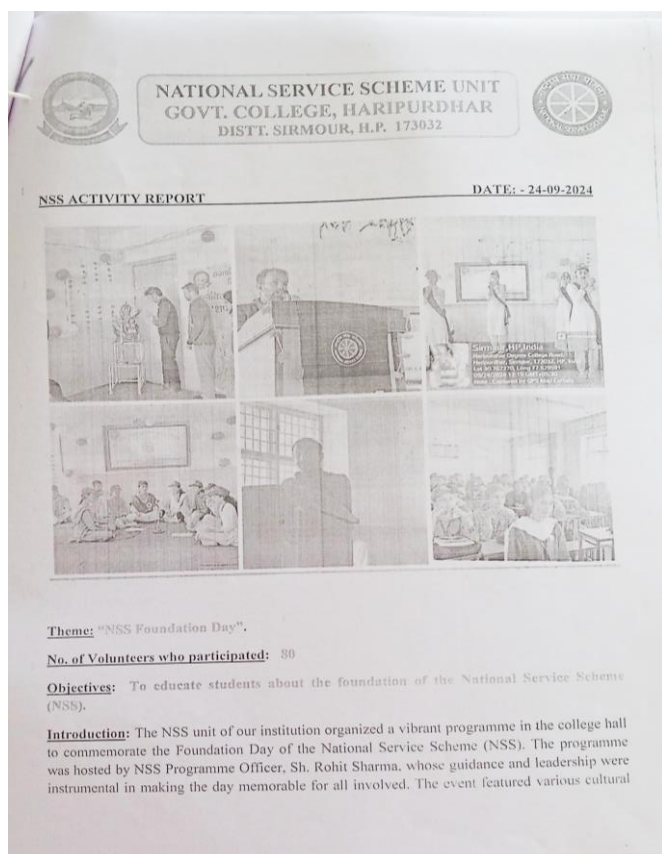 NATIONAL SERVICE SCHEME UNIT
GOVT. COLLEGE, HARIPURDHAR
DISTT. SIRMOUR, H.P. 173032
NSS ACTIVITY REPORT
DATE: - 24-09-2024
Sirmour, HP, India
Theme: "NSS Foundation Day".
No. of Volunteers who participated: 80
Objectives: To educate students about the foundation of the National Service Scheme
(NSS).
Introduction: The NSS unit of our institution organized a vibrant programme in the college hall
to commemorate the Foundation Day of the National Service Scheme (NSS). The programme
was hosted by NSS Programme Officer, Sh. Rohit Sharma, whose guidance and leadership were
instrumental in making the day memorable for all involved. The event featured various cultural